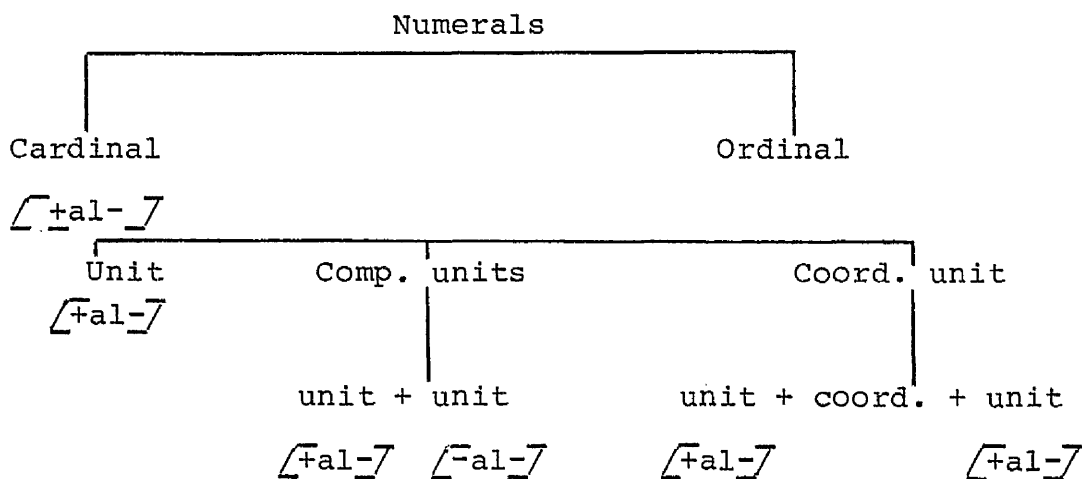 Numerals
Cardinal Ordinal
[±al-]
Unit Comp. units Coord. unit
[+al-]
unit + unit unit + coord. + unit
[+al-] [-al-] [+al-] [+al-]